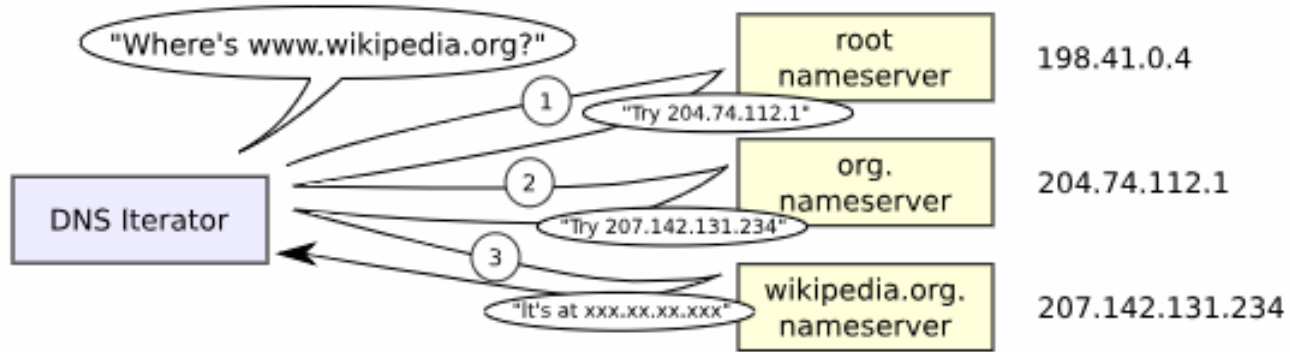 "Where's www.wikipedia.org?"
root
nameserver
198.41.0.4
1
"Try 204.74.112.1"
org.
nameserver
204.74.112.1
2
DNS Iterator
"Try 207.142.131.234"
3
wikipedia.org.
nameserver
207.142.131.234
"It's at xxx.xx.xx.xxx"